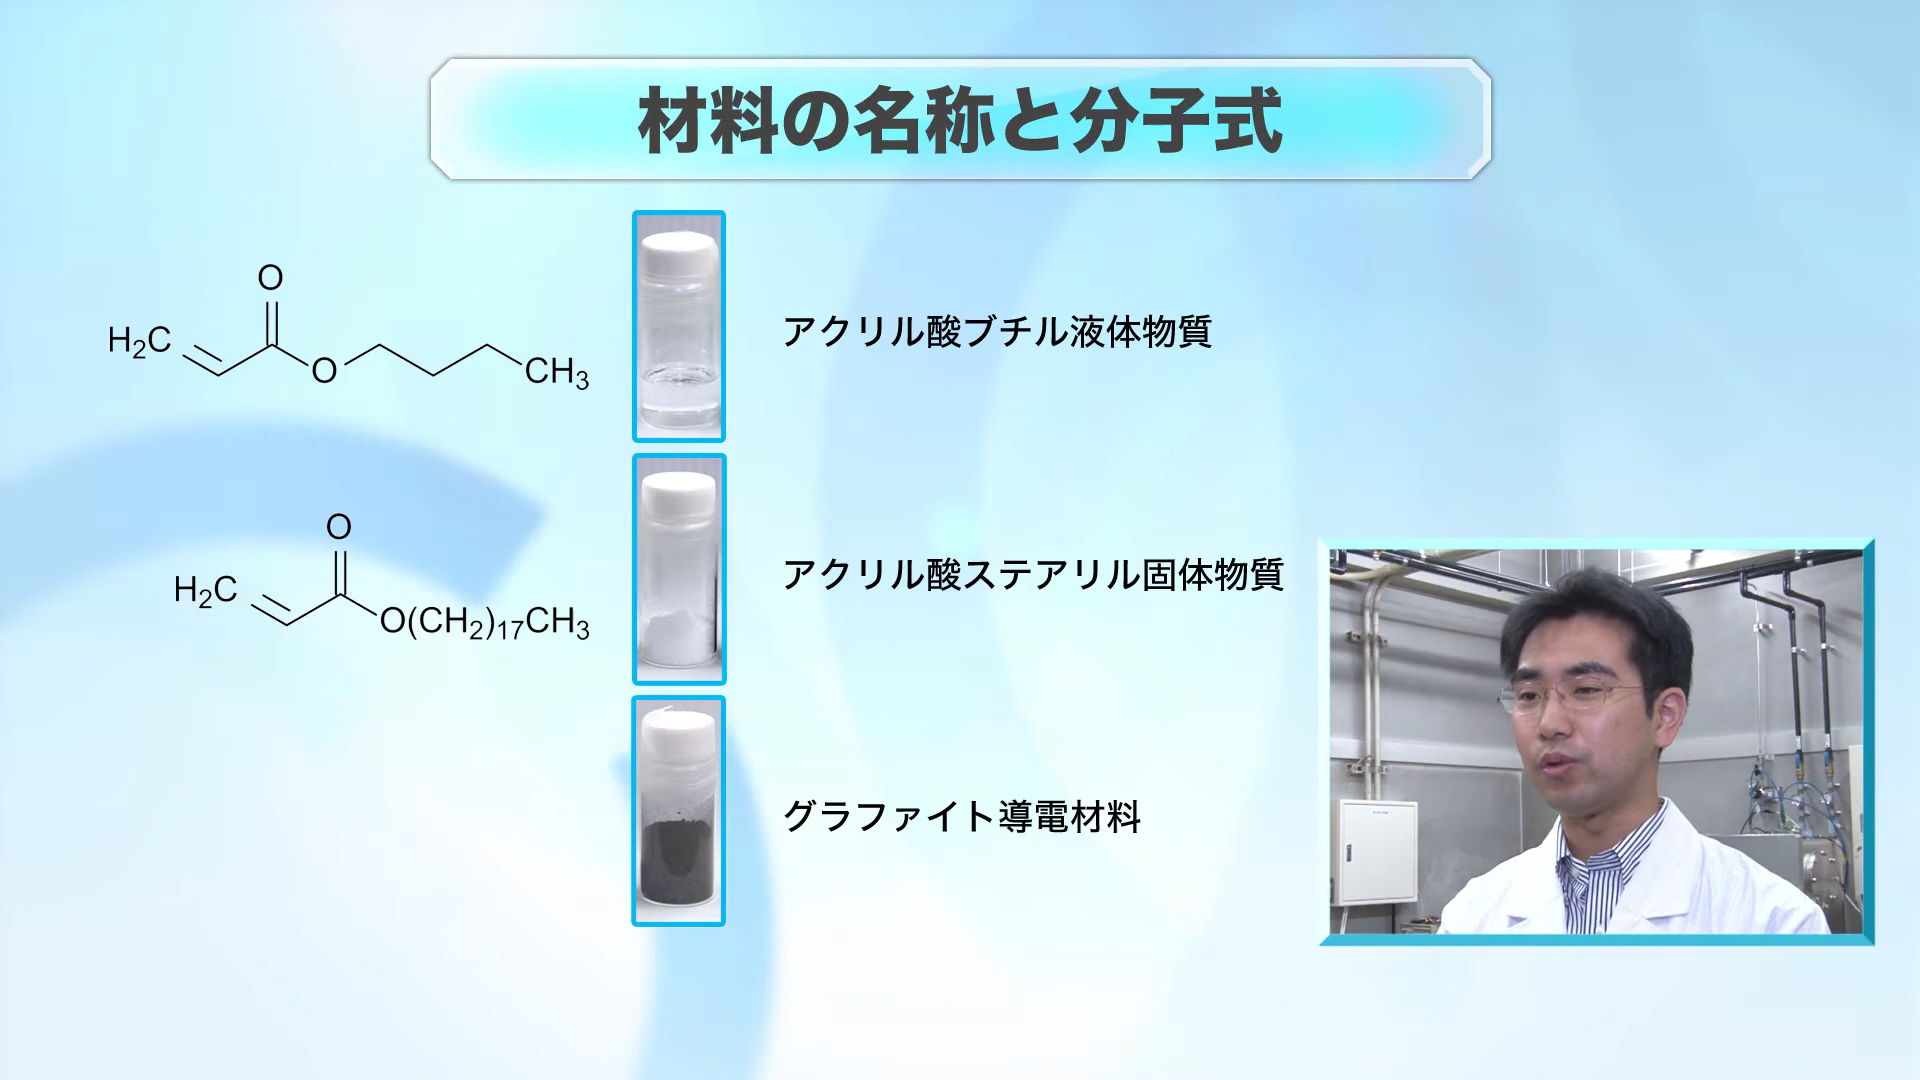 材料の名称と分子式
O
H₂C
O
CH₃
アクリル酸ブチル液体物質
O
H₂C
O(CH₂)₁₇CH₃
アクリル酸ステアリル固体物質
グラファイト導電材料